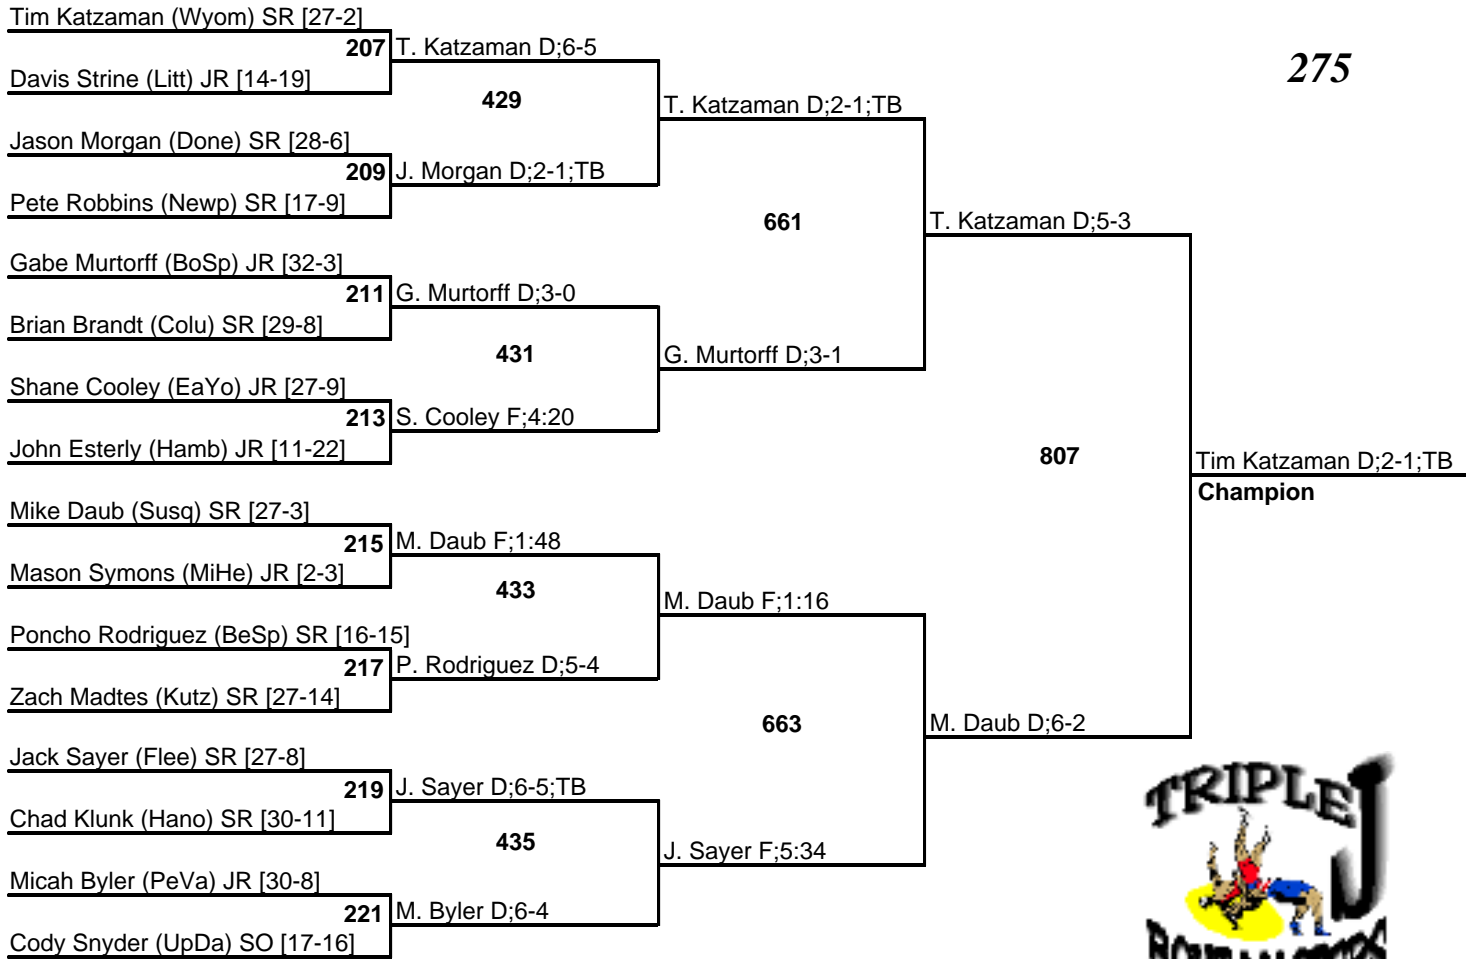 275
Tim Katzaman (Wyom) SR [27-2]
207 T. Katzaman D;6-5
Davis Strine (Litt) JR [14-19]
429
T. Katzaman D;2-1;TB
Jason Morgan (Done) SR [28-6]
209 J. Morgan D;2-1;TB
Pete Robbins (Newp) SR [17-9]
661
T. Katzaman D;5-3
Gabe Murtorff (BoSp) JR [32-3]
211 G. Murtorff D;3-0
Brian Brandt (Colu) SR [29-8]
431
G. Murtorff D;3-1
Shane Cooley (EaYo) JR [27-9]
213 S. Cooley F;4:20
John Esterly (Hamb) JR [11-22]
807
Tim Katzaman D;2-1;TB
Champion
Mike Daub (Susq) SR [27-3]
215 M. Daub F;1:48
Mason Symons (MiHe) JR [2-3]
433
M. Daub F;1:16
Poncho Rodriguez (BeSp) SR [16-15]
217 P. Rodriguez D;5-4
Zach Madtes (Kutz) SR [27-14]
663
M. Daub D;6-2
Jack Sayer (Flee) SR [27-8]
219 J. Sayer D;6-5;TB
Chad Klunk (Hano) SR [30-11]
435
J. Sayer F;5:34
Micah Byler (PeVa) JR [30-8]
221 M. Byler D;6-4
Cody Snyder (UpDa) SO [17-16]
TRIPLE J